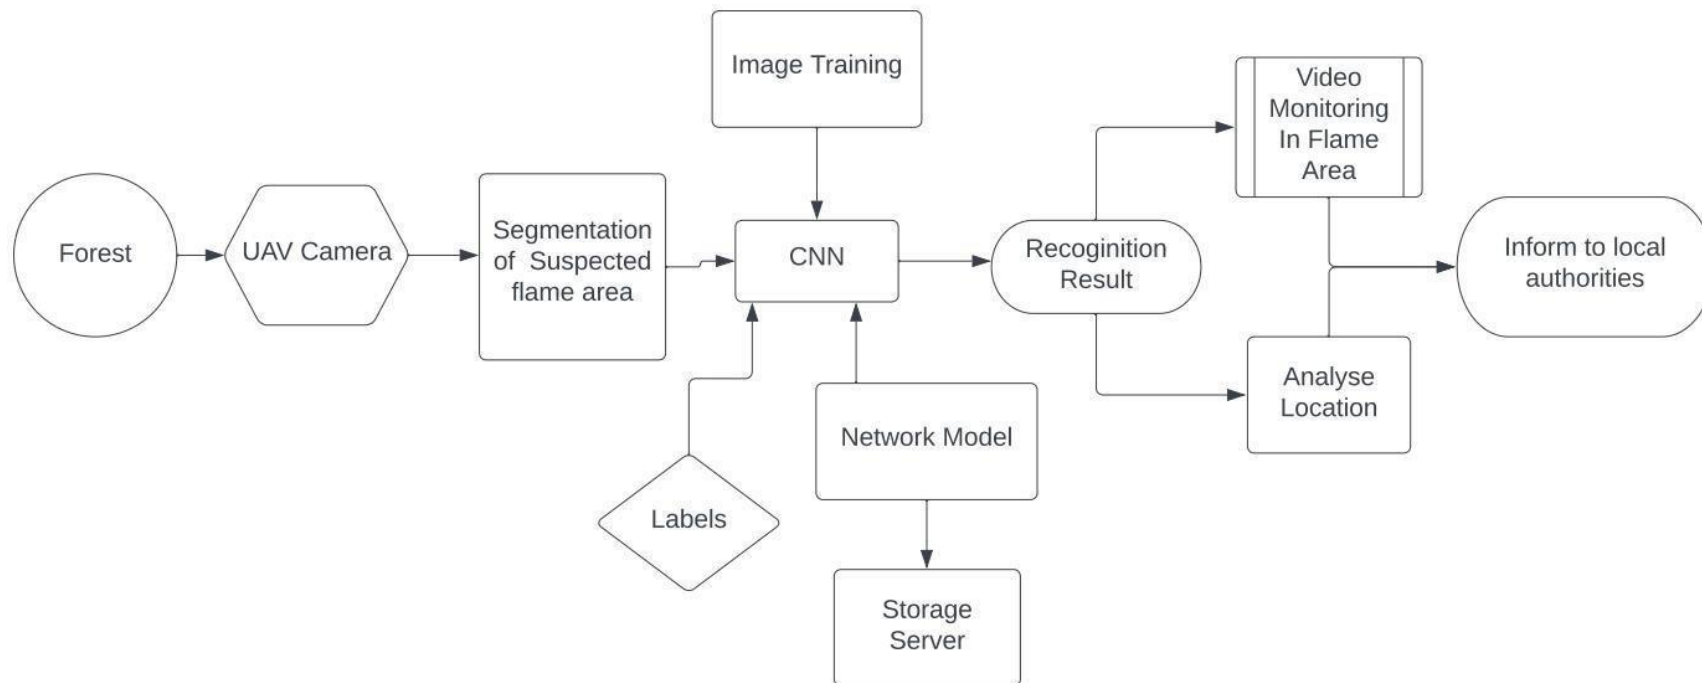 Image Training
Video
Monitoring
In Flame
Area
Forest
UAV Camera
Segmentation
of Suspected
flame area
CNN
Recoginition
Result
Inform to local
authorities
Analyse
Location
Network Model
Labels
Storage
Server